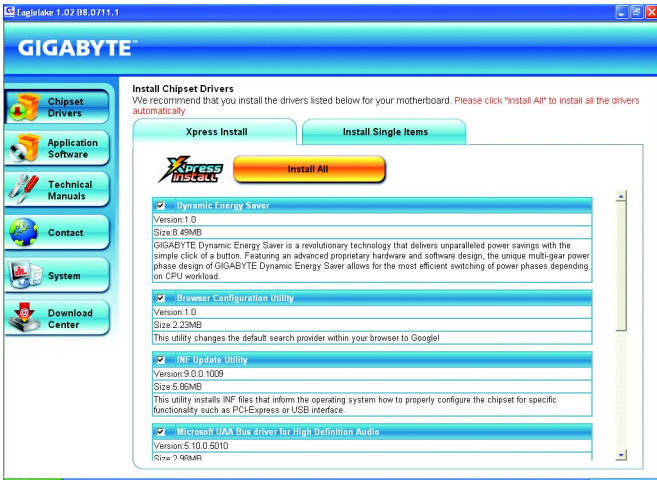 Eaglelake 1.02 B8.0711.1
GIGABYTE™
Chipset
Drivers
Application
Software
Technical
Manuals
Contact
System
Download
Center
Install Chipset Drivers
We recommend that you install the drivers listed below for your motherboard. Please click "Install All" to install all the drivers
automatically.
Xpress Install
Install Single Items
Xpress
Install
Install All
Dynamic Energy Saver
Version:1.0
Size:8.49MB
GIGABYTE Dynamic Energy Saver is a revolutionary technology that delivers unparalleled power savings with the
simple click of a button. Featuring an advanced proprietary hardware and software design, the unique multi-gear power
phase design of GIGABYTE Dynamic Energy Saver allows for the most efficient switching of power phases depending
on CPU workload.
Browser Configuration Utility
Version:1.0
Size:2.23MB
This utility changes the default search provider within your browser to Google!
INF Update Utility
Version:9.0.0.1009
Size:5.86MB
This utility installs INF files that inform the operating system how to properly configure the chipset for specific
functionality such as PCI-Express or USB interface.
Microsoft UAA Bus driver for High Definition Audio
Version:5.10.0.5010
Size:2.98MB